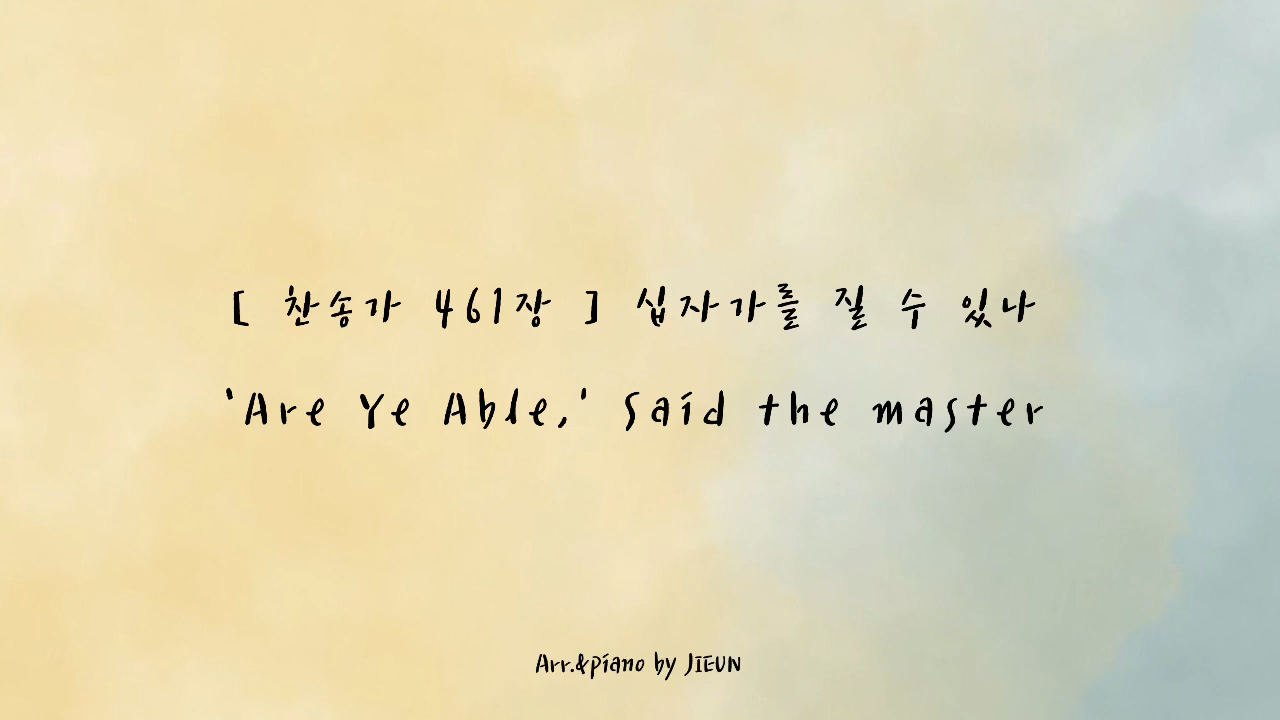 [ 찬송가 461장 ] 십자가를 질 수 있나
'Are Ye Able,' Said the master
Arr.&piano by JIEUN